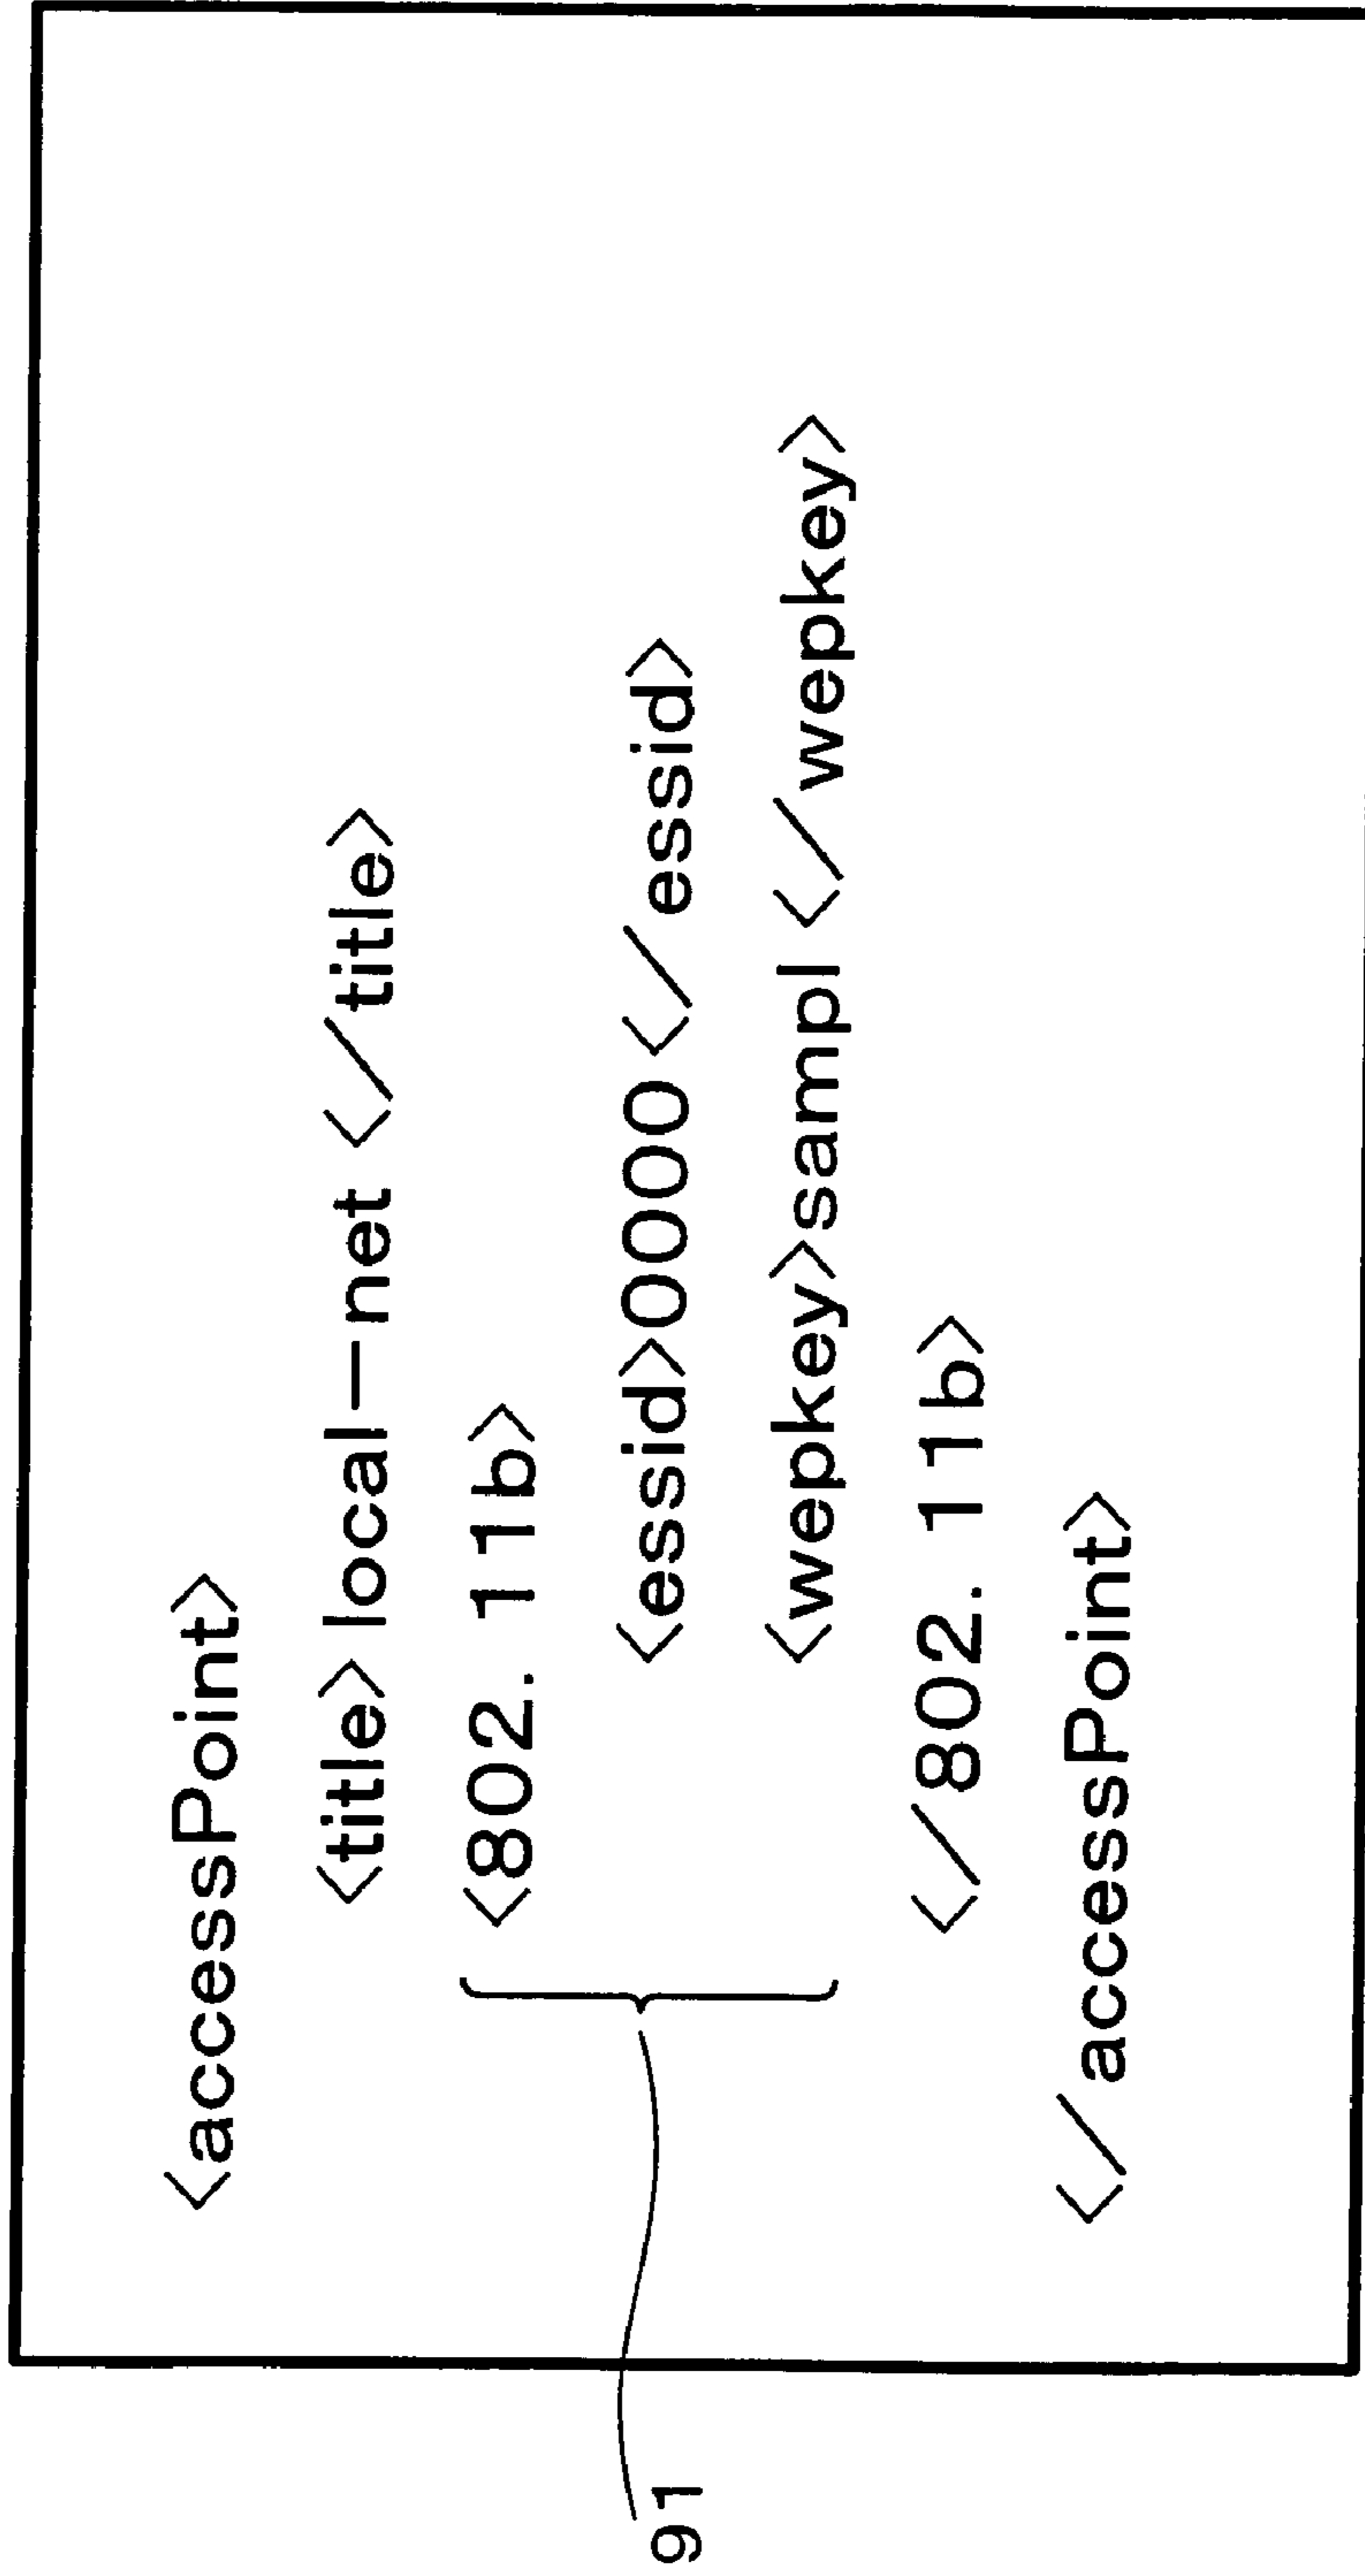 <accessPoint>
<title>local-net </title>
<802. 11b>
<essid>0000</essid>
<wepkey>sampl </wepkey>
</802. 11b>
</accessPoint>
91